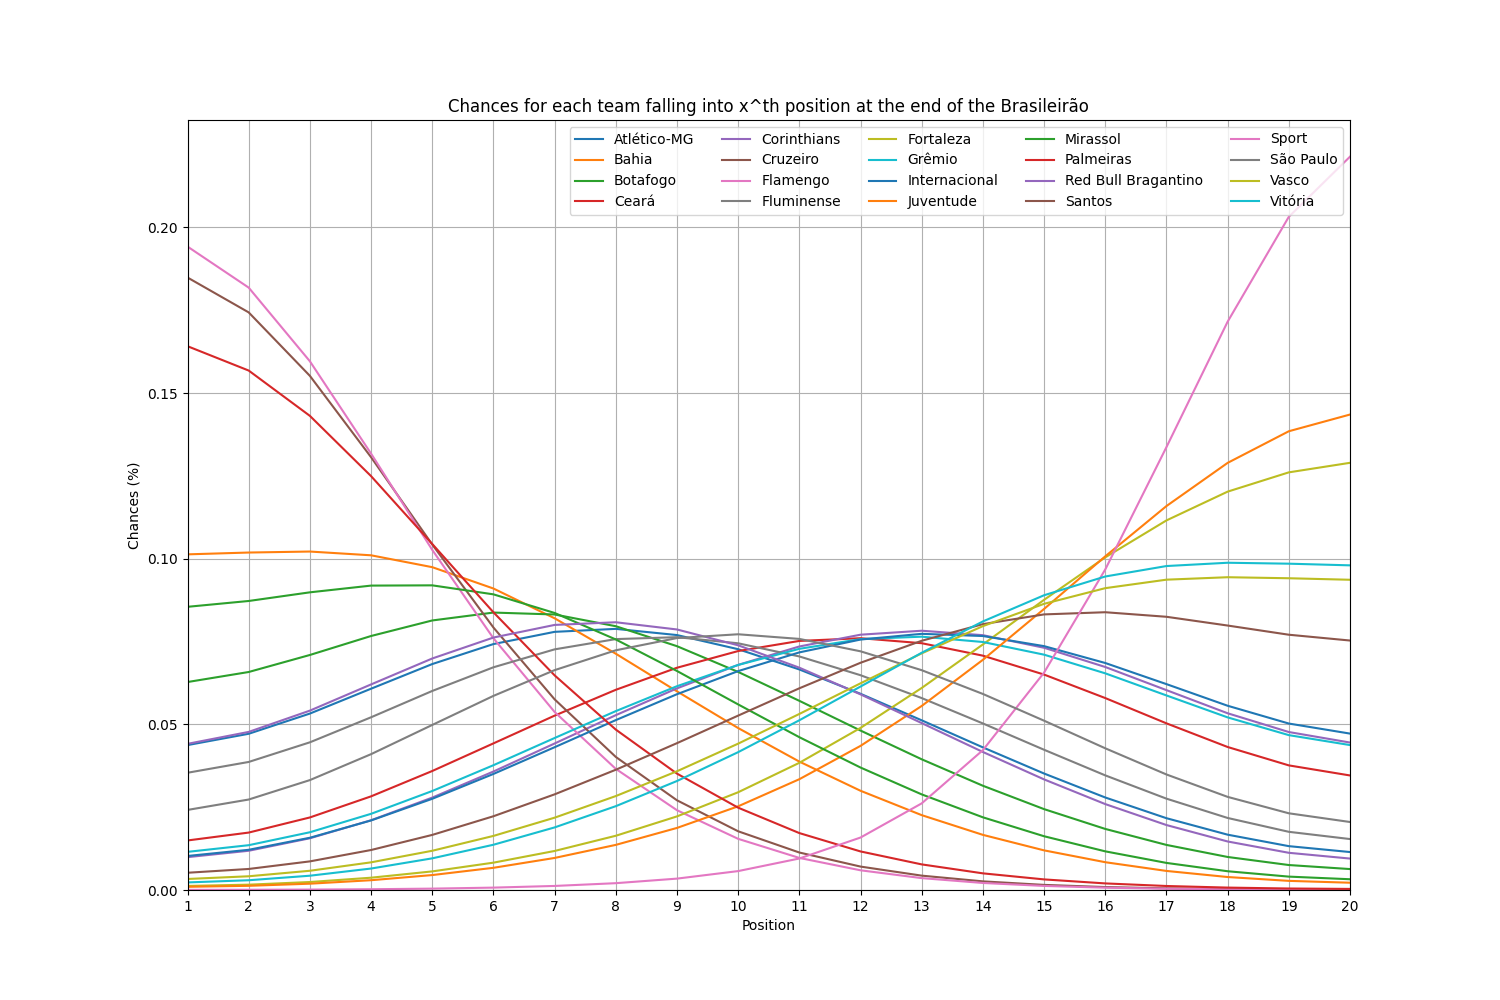 Chances for each team falling into x^th position at the end of the Brasileirão
Atlético-MG Corinthians Fortaleza Mirassol Sport
Bahia Cruzeiro Grêmio Palmeiras São Paulo
Botafogo Flamengo Internacional Red Bull Bragantino Vasco
Ceará Fluminense Juventude Santos Vitória
0.20
0.15
Chances (%)
0.10
0.05
0.00
1 2 3 4 5 6 7 8 9 10 11 12 13 14 15 16 17 18 19 20
Position